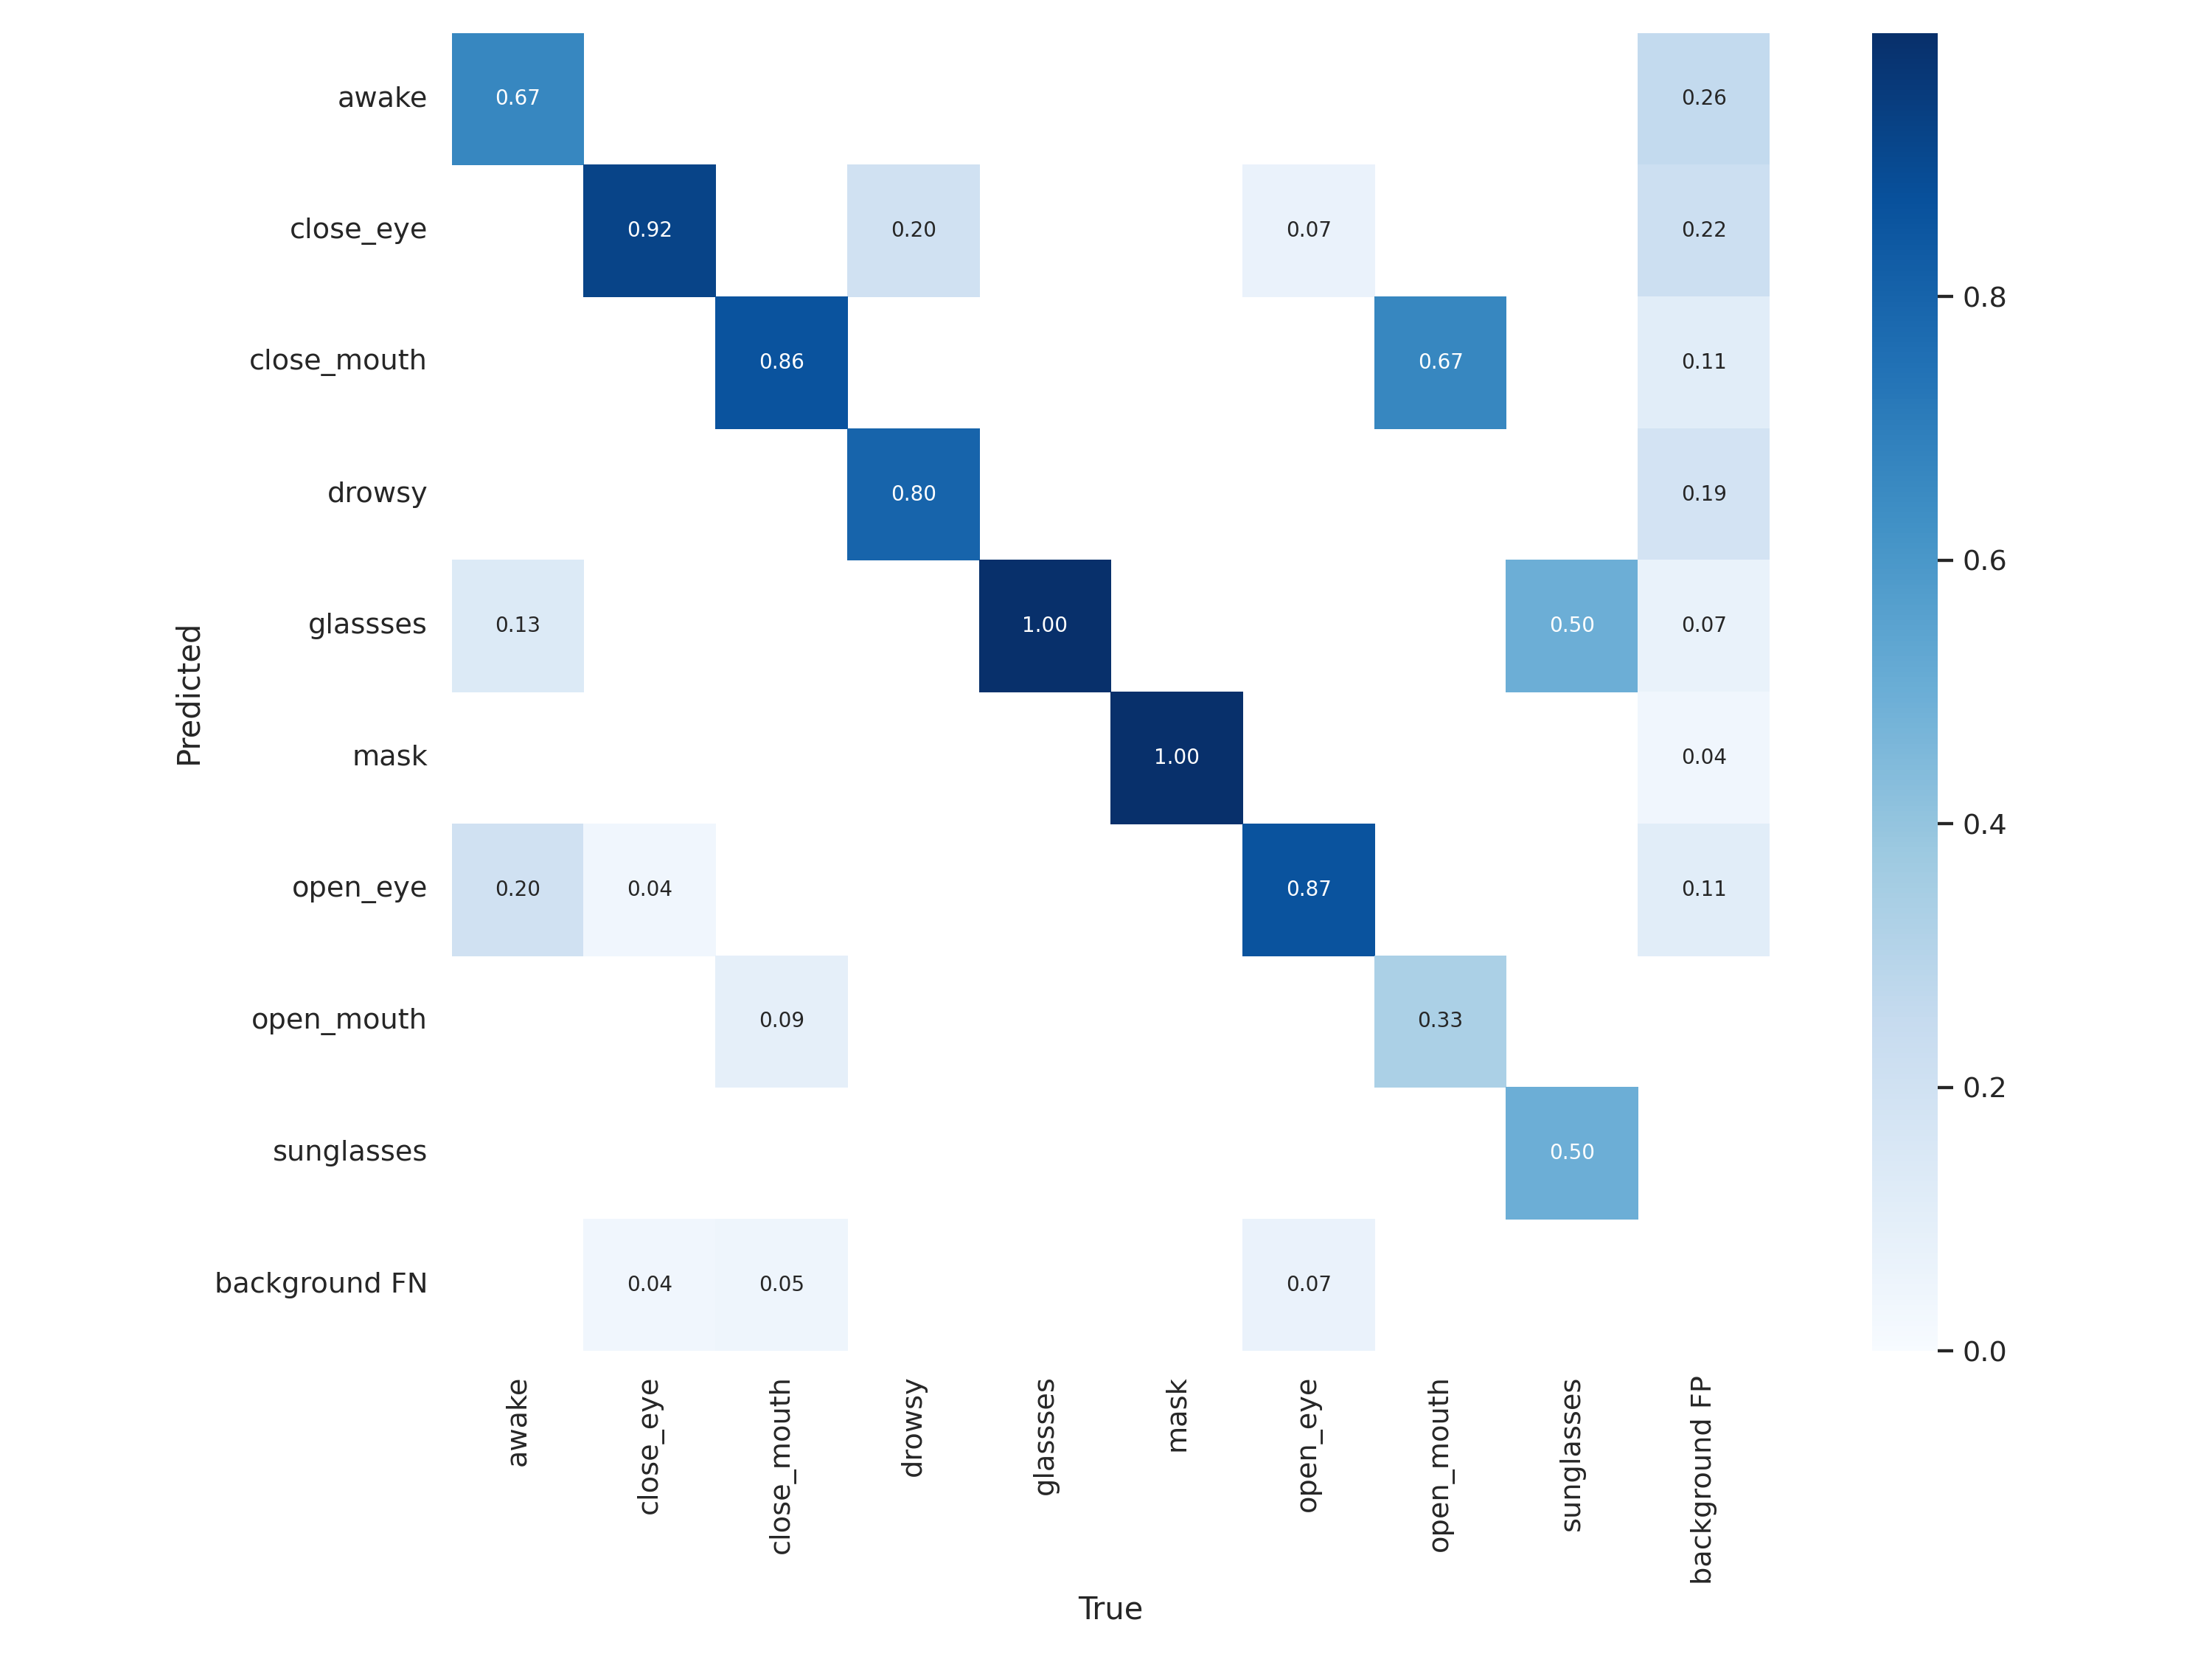 awake 0.67 0.26
close_eye 0.92 0.20 0.07 0.22
0.8
close_mouth 0.86 0.67 0.11
drowsy 0.80 0.19
0.6
glassses 0.13 1.00 0.50 0.07
Predicted
mask 1.00 0.04
0.4
open_eye 0.20 0.04 0.87 0.11
open_mouth 0.09 0.33
0.2
sunglasses 0.50
background FN 0.04 0.05 0.07
0.0
awake
close_eye
close_mouth
drowsy
glassses
mask
open_eye
open_mouth
sunglasses
background FP
True